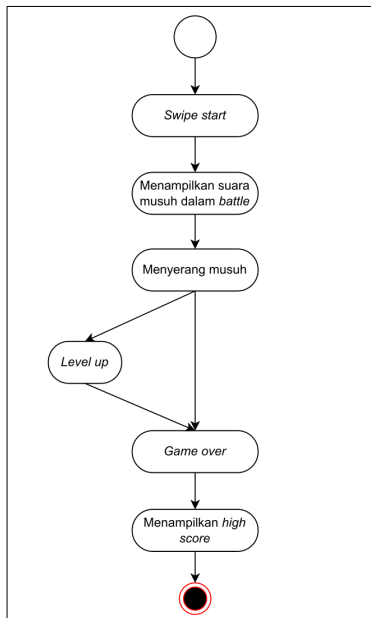 Swipe start
Menampilkan suara
musuh dalam battle
Menyerang musuh
Level up
Game over
Menampilkan high
score